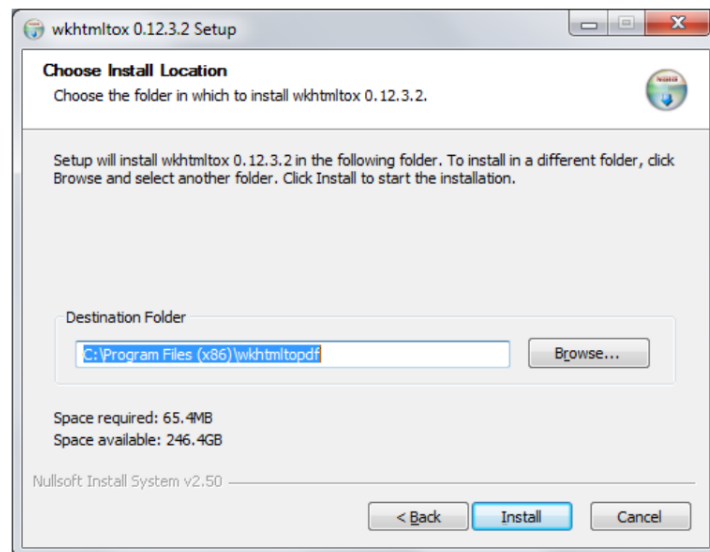 wkhtmltox 0.12.3.2 Setup
Choose Install Location
Choose the folder in which to install wkhtmltox 0.12.3.2.
Setup will install wkhtmltox 0.12.3.2 in the following folder. To install in a different folder, click
Browse and select another folder. Click Install to start the installation.
Destination Folder
C:\Program Files (x86)\wkhtmltopdf
Browse...
Space required: 65.4MB
Space available: 246.4GB
Nullsoft Install System v2.50
< Back
Install
Cancel